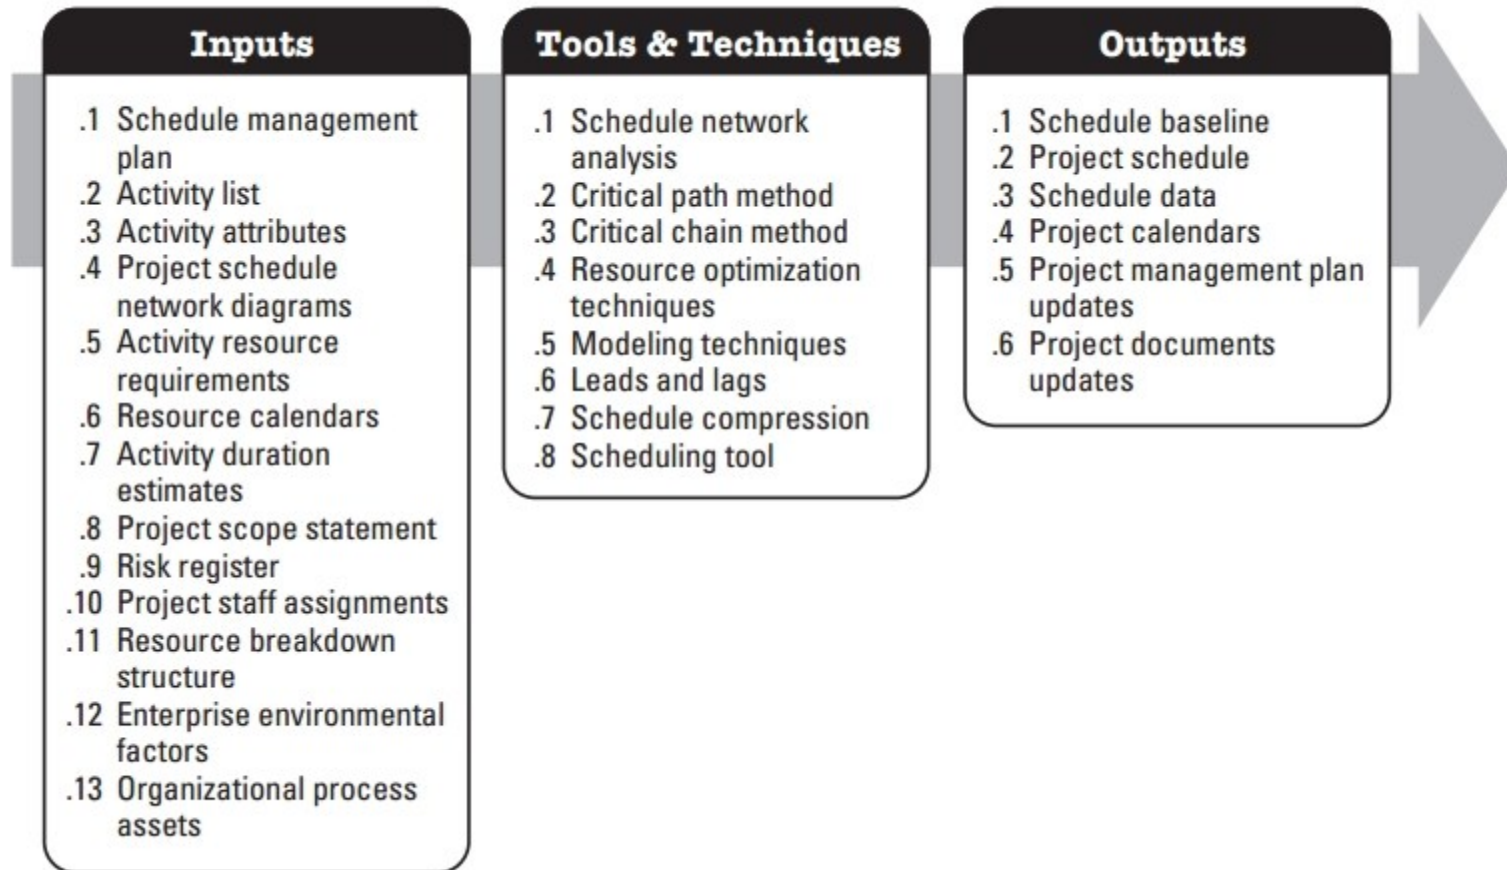 Inputs
.1 Schedule management
plan
.2 Activity list
.3 Activity attributes
.4 Project schedule
network diagrams
.5 Activity resource
requirements
.6 Resource calendars
.7 Activity duration
estimates
.8 Project scope statement
.9 Risk register
.10 Project staff assignments
.11 Resource breakdown
structure
.12 Enterprise environmental
factors
.13 Organizational process
assets
Tools & Techniques
.1 Schedule network
analysis
.2 Critical path method
.3 Critical chain method
.4 Resource optimization
techniques
.5 Modeling techniques
.6 Leads and lags
.7 Schedule compression
.8 Scheduling tool
Outputs
.1 Schedule baseline
.2 Project schedule
.3 Schedule data
.4 Project calendars
.5 Project management plan
updates
.6 Project documents
updates